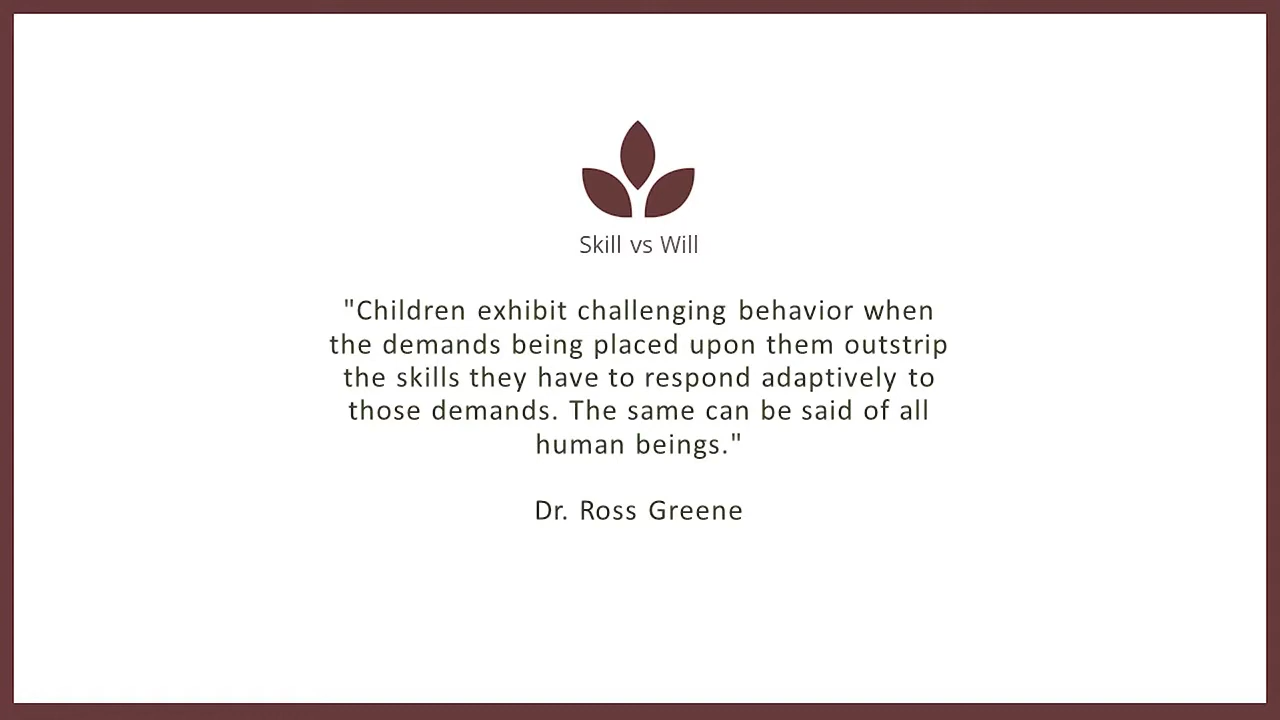 Skill vs Will
"Children exhibit challenging behavior when
the demands being placed upon them outstrip
the skills they have to respond adaptively to
those demands. The same can be said of all
human beings."
Dr. Ross Greene